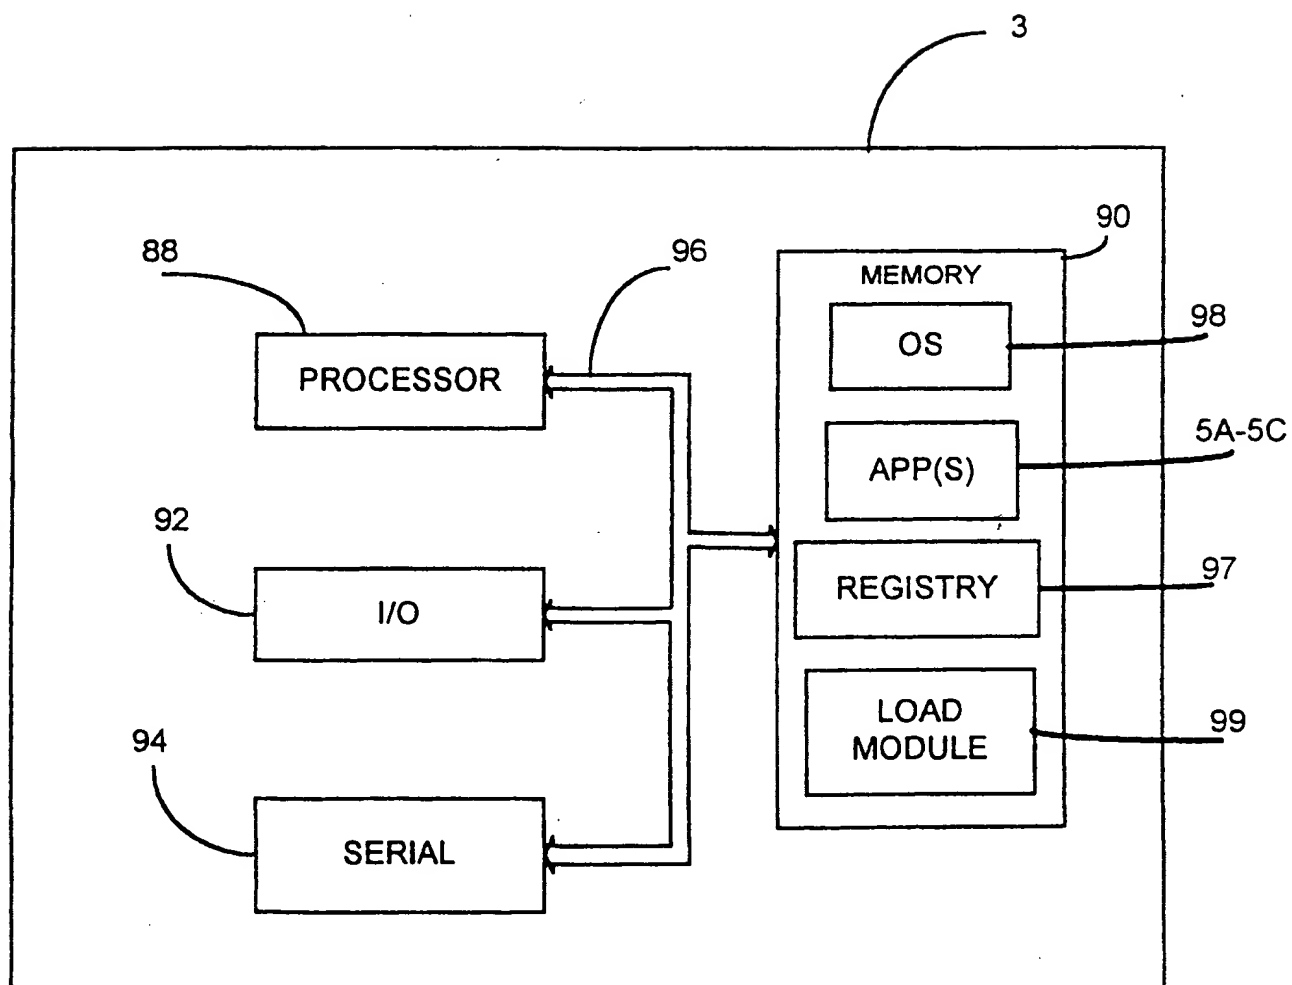 3
90
88
96
MEMORY
OS
98
PROCESSOR
APP(S)
5A-5C
92
I/O
REGISTRY
97
LOAD
MODULE
99
94
SERIAL